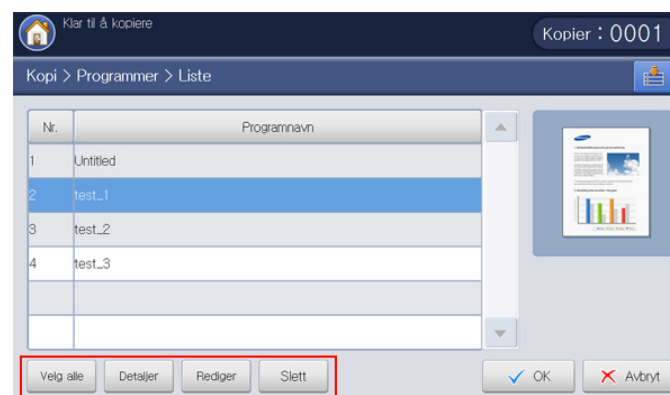 Klar til å kopiere
Kopier : 0001
Kopi > Programmer > Liste
Nr. Programnavn
1 Untitled
2 test_1
3 test_2
4 test_3
Velg alle Detaljer Rediger Slett OK Avbryt